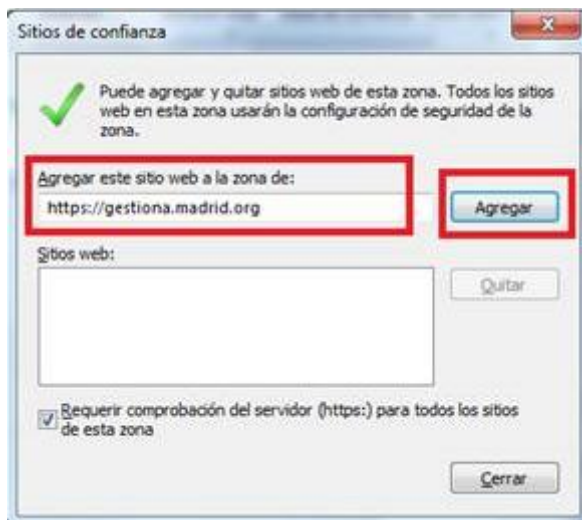 Sitios de confianza
Puede agregar y quitar sitios web de esta zona. Todos los sitios
web en esta zona usarán la configuración de seguridad de la
zona.
Agregar este sitio web a la zona de:
https://gestiona.madrid.org
Agregar
Sitios web:
Quitar
Requerir comprobación del servidor (https:) para todos los sitios
de esta zona
Cerrar